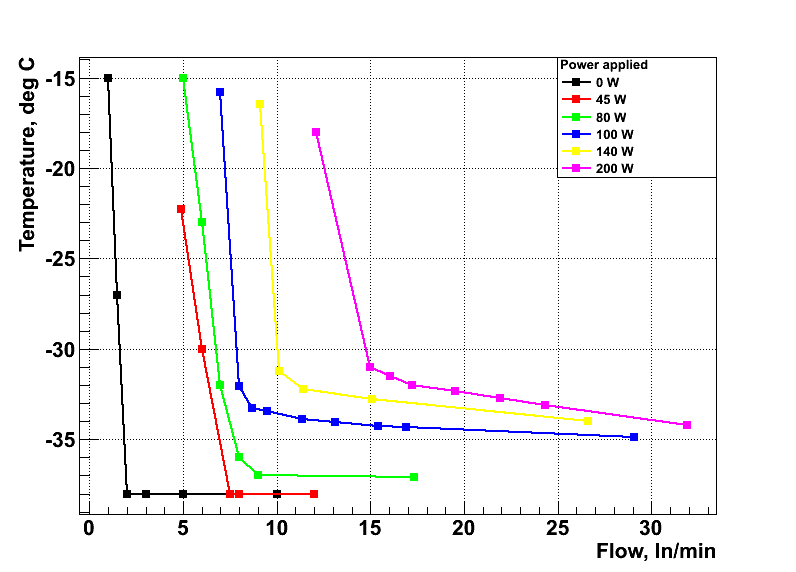 Power applied
0 W
45 W
80 W
100 W
140 W
200 W
Temperature, deg C
-15
-20
-25
-30
-35
0 5 10 15 20 25 30
Flow, ln/min